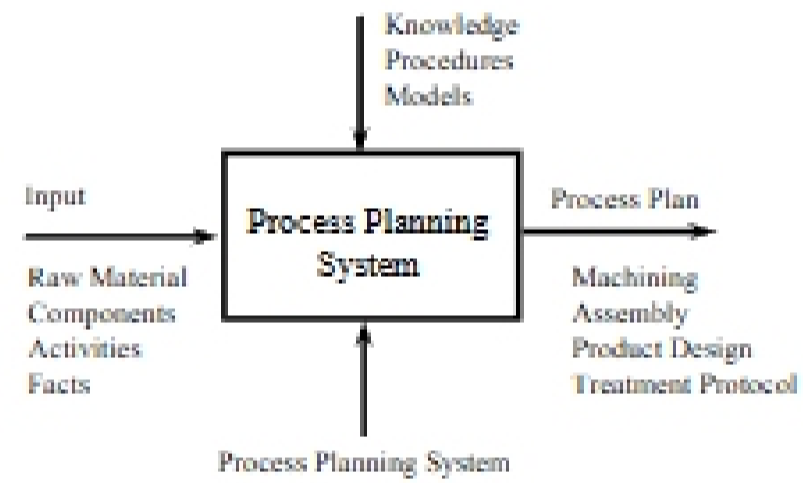 Knowledge
Procedures
Models
Input
Process Planning
System
Process Plan
Raw Material
Components
Activities
Facts
Machining
Assembly
Product Design
Treatment Protocol
Process Planning System